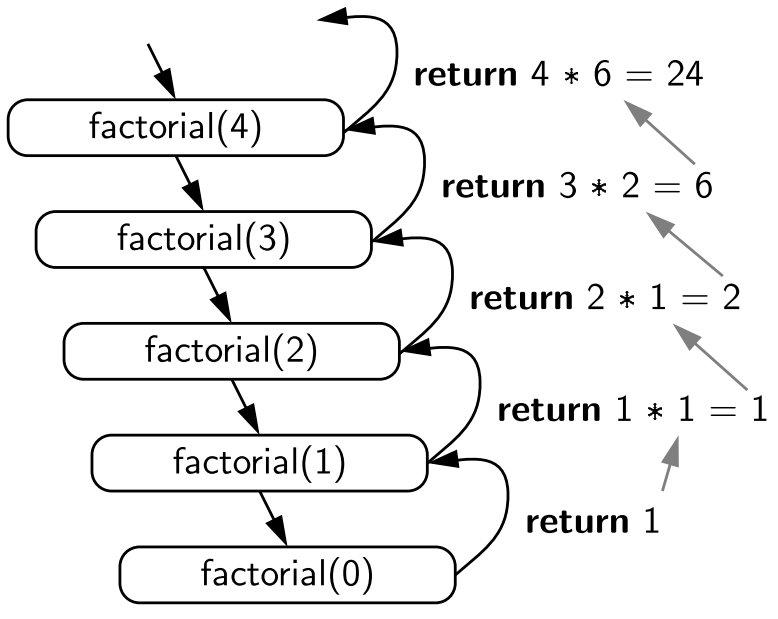 return 4 ∗ 6 = 24
factorial(4)
return 3 ∗ 2 = 6
factorial(3)
return 2 ∗ 1 = 2
factorial(2)
return 1 ∗ 1 = 1
factorial(1)
return 1
factorial(0)